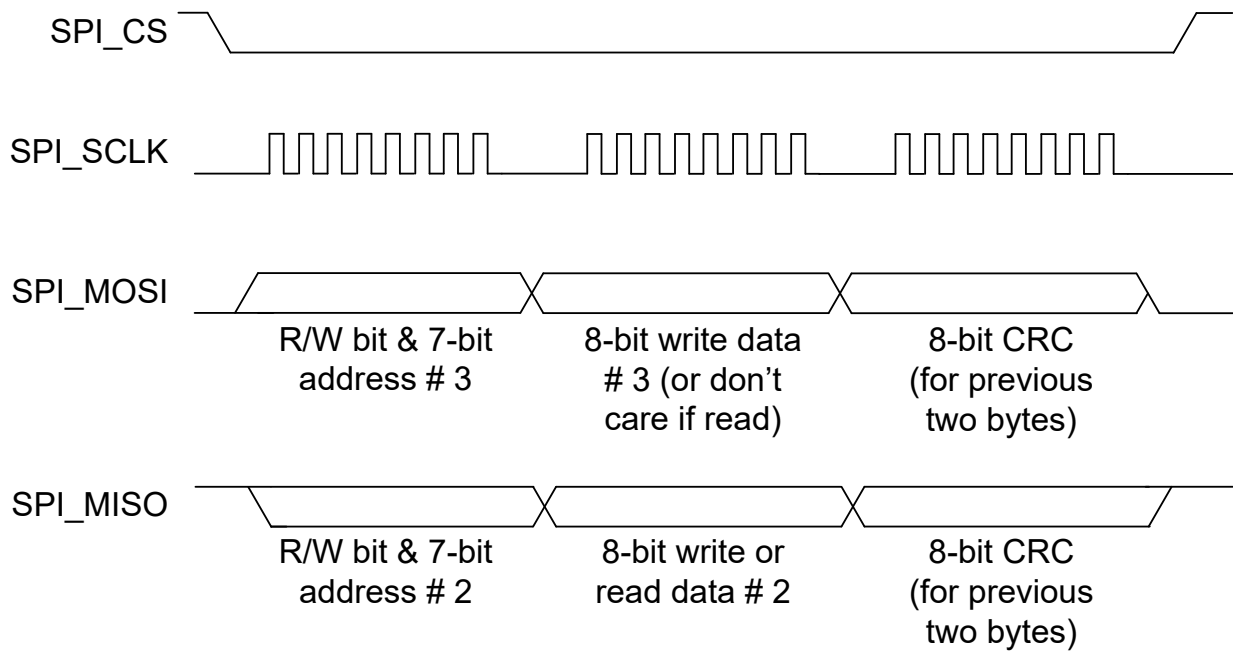 SPI_CS
SPI_SCLK
SPI_MOSI
R/W bit & 7-bit
address # 3
8-bit write data
# 3 (or don’t
care if read)
8-bit CRC
(for previous
two bytes)
SPI_MISO
R/W bit & 7-bit
address # 2
8-bit write or
read data # 2
8-bit CRC
(for previous
two bytes)